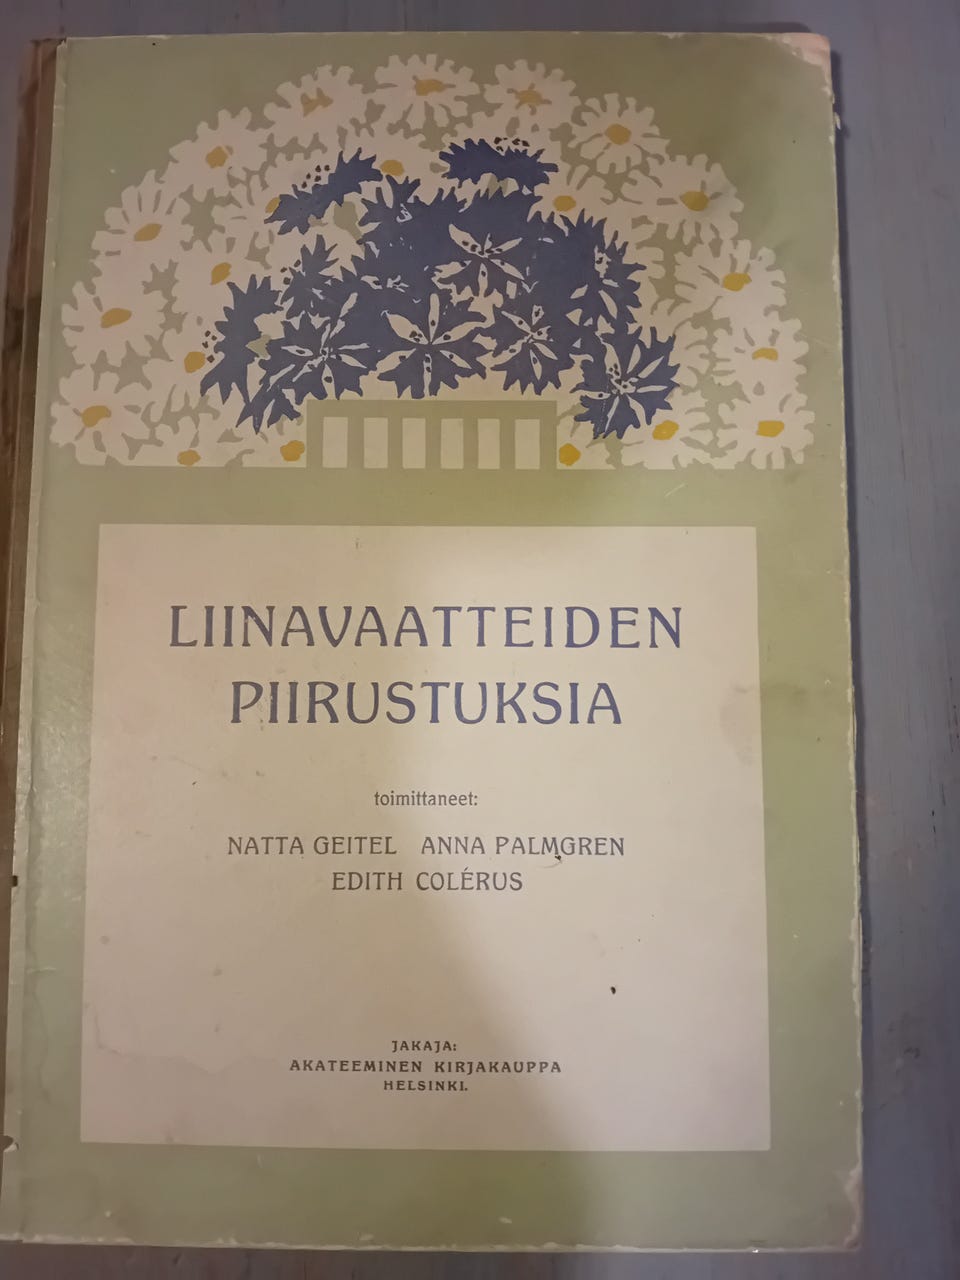 LIINAVAATTEIDEN
PIIRUSTUKSIA
toimittaneet:
NATTA GEITEL ANNA PALMGREN
EDITH COLÉRUS
JAKAJA:
AKATEEMINEN KIRJAKAUPPA
HELSINKI.